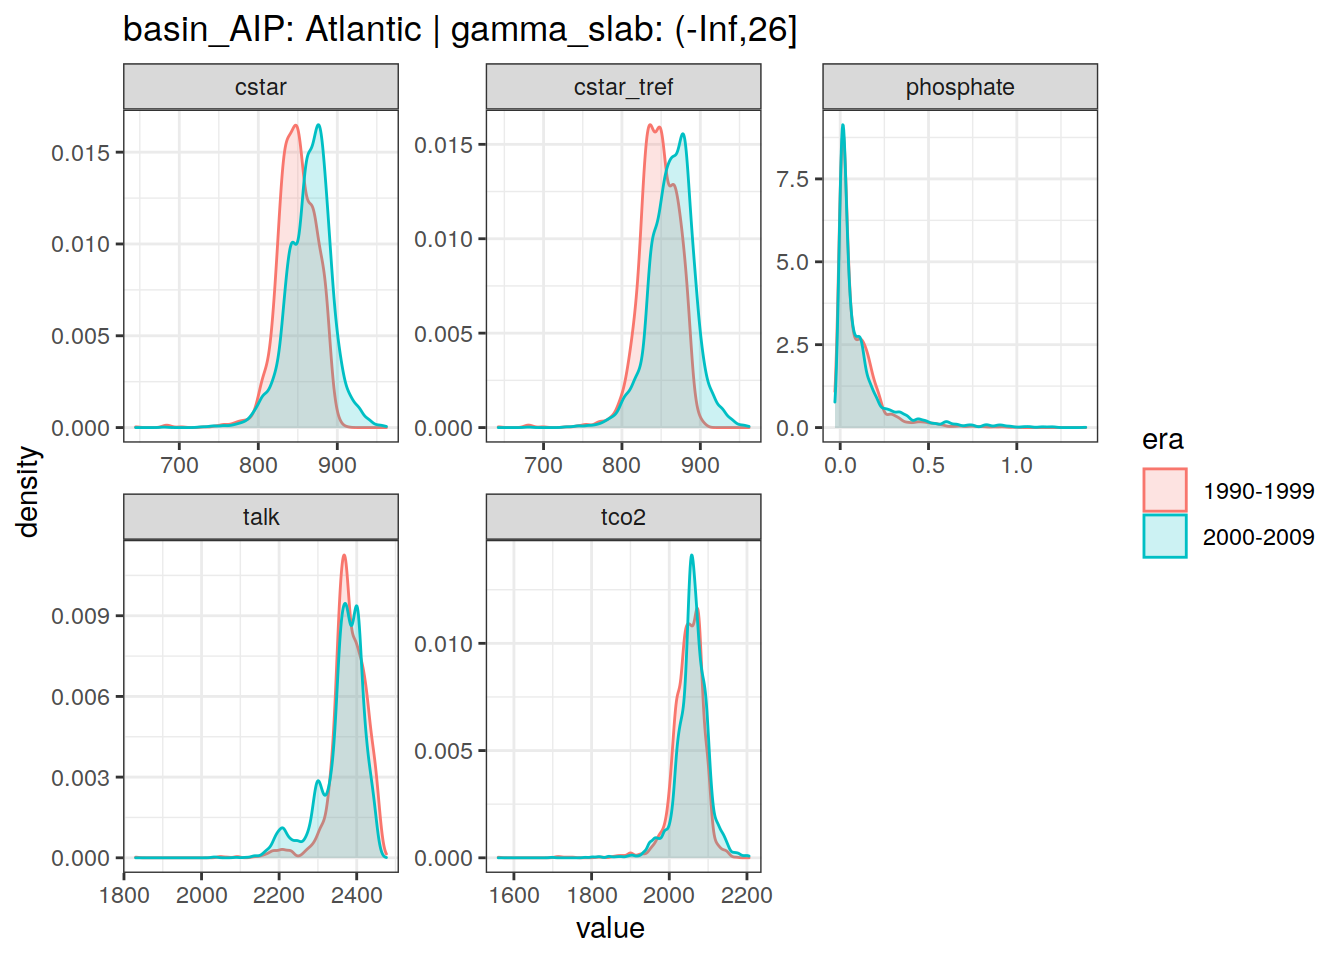 basin_AIP: Atlantic | gamma_slab: (-Inf,26]
cstar
0.015
0.010
0.005
0.000
700 800 900
cstar_tref
0.015
0.010
0.005
0.000
700 800 900
phosphate
7.5
5.0
2.5
0.0
0.0 0.5 1.0
density
talk
0.009
0.006
0.003
0.000
1800 2000 2200 2400
tco2
0.010
0.005
0.000
1600 1800 2000 2200
value
era
1990-1999
2000-2009